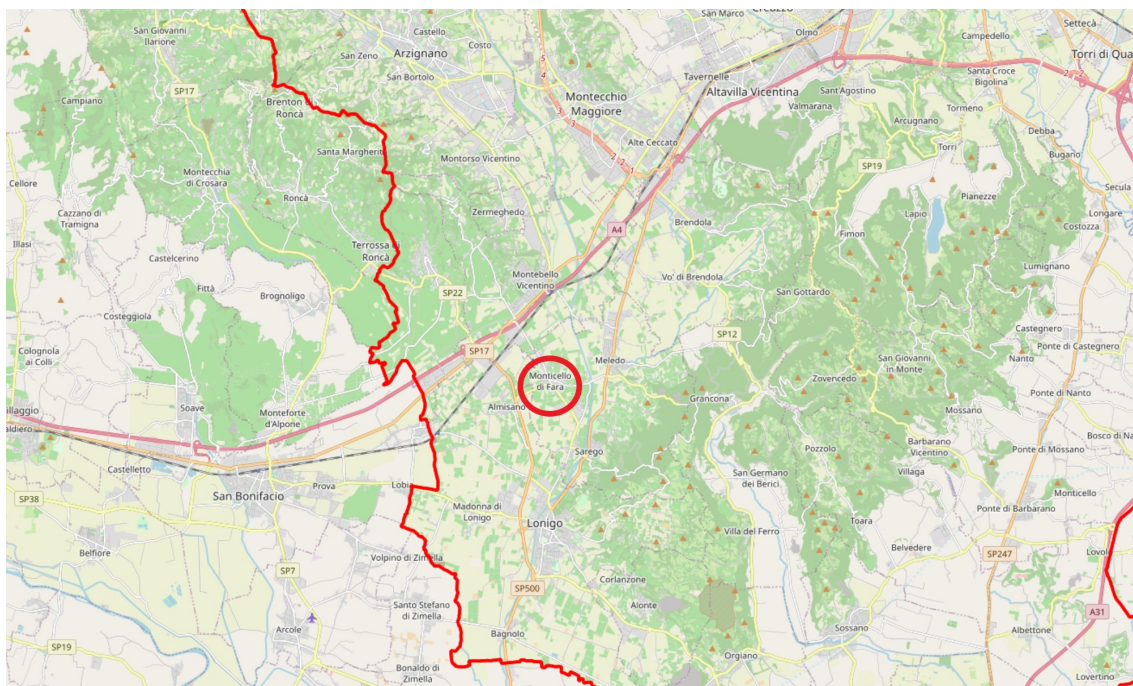 San Marco
Creazzo
Settecà
San Giovanni
Ilarione
Castello
Costo
Olmo
Campedello
Arzignano
San Zeno
Torri di Qua
Tavernelle
San Bortolo
Santa Croce
Bigolina
SP17
Altavilla Vicentina
Sant'Agostino
Campiano
Brenton di
Roncà
Montecchio
Maggiore
Valmarana
Tormeno
Arcugnano
Debba
Santa Margherit
Alte Ceccato
Torri
Bugano
Montorso Vicentino
SP19
Montecchia
di Crosara
Cellore
Pianezze
Secula
Roncà
Zermeghedo
Lapio
Longare
Cazzano di
Tramigna
Brendola
Costozza
A4
Fimon
Illasi
Terrossa di
Roncà
Castelcerino
Lumignano
Montebello
Vicentino
Vo' di Brendola
Fittà
SP22
San Gottardo
Brognoligo
Costeggiola
Castegnero
SP12
Colognola
ai Colli
SP17
Meledo
San Giovanni
in Monte
Nanto
Ponte di Castegnero
Monticello
di Fara
Zovencedo
Soave
Almisano
Grancona
Ponte di Nanto
illaggio
Monteforte
d'Alpone
Mossano
aldiero
Bosco di Na
Barbarano
Vicentino
Castelletto
Sarego
Pozzolo
Ponte di Mossano
San Germano
dei Berici
Villaga
Prova
Lobia
SP38
San Bonifacio
Monticello
Madonna di
Lonigo
Ponte di Barbarano
Lonigo
Toara
Villa del Ferro
Belfiore
Belvedere
SP247
Lovolo
Volpino di Zimella
SP7
Corlanzone
SP500
Santo Stefano
di Zimella
Alonte
A31
Arcole
Albettone
Bagnolo
Sossano
SP19
Orgiano
Bonaldo di
Zimella
Lovertino